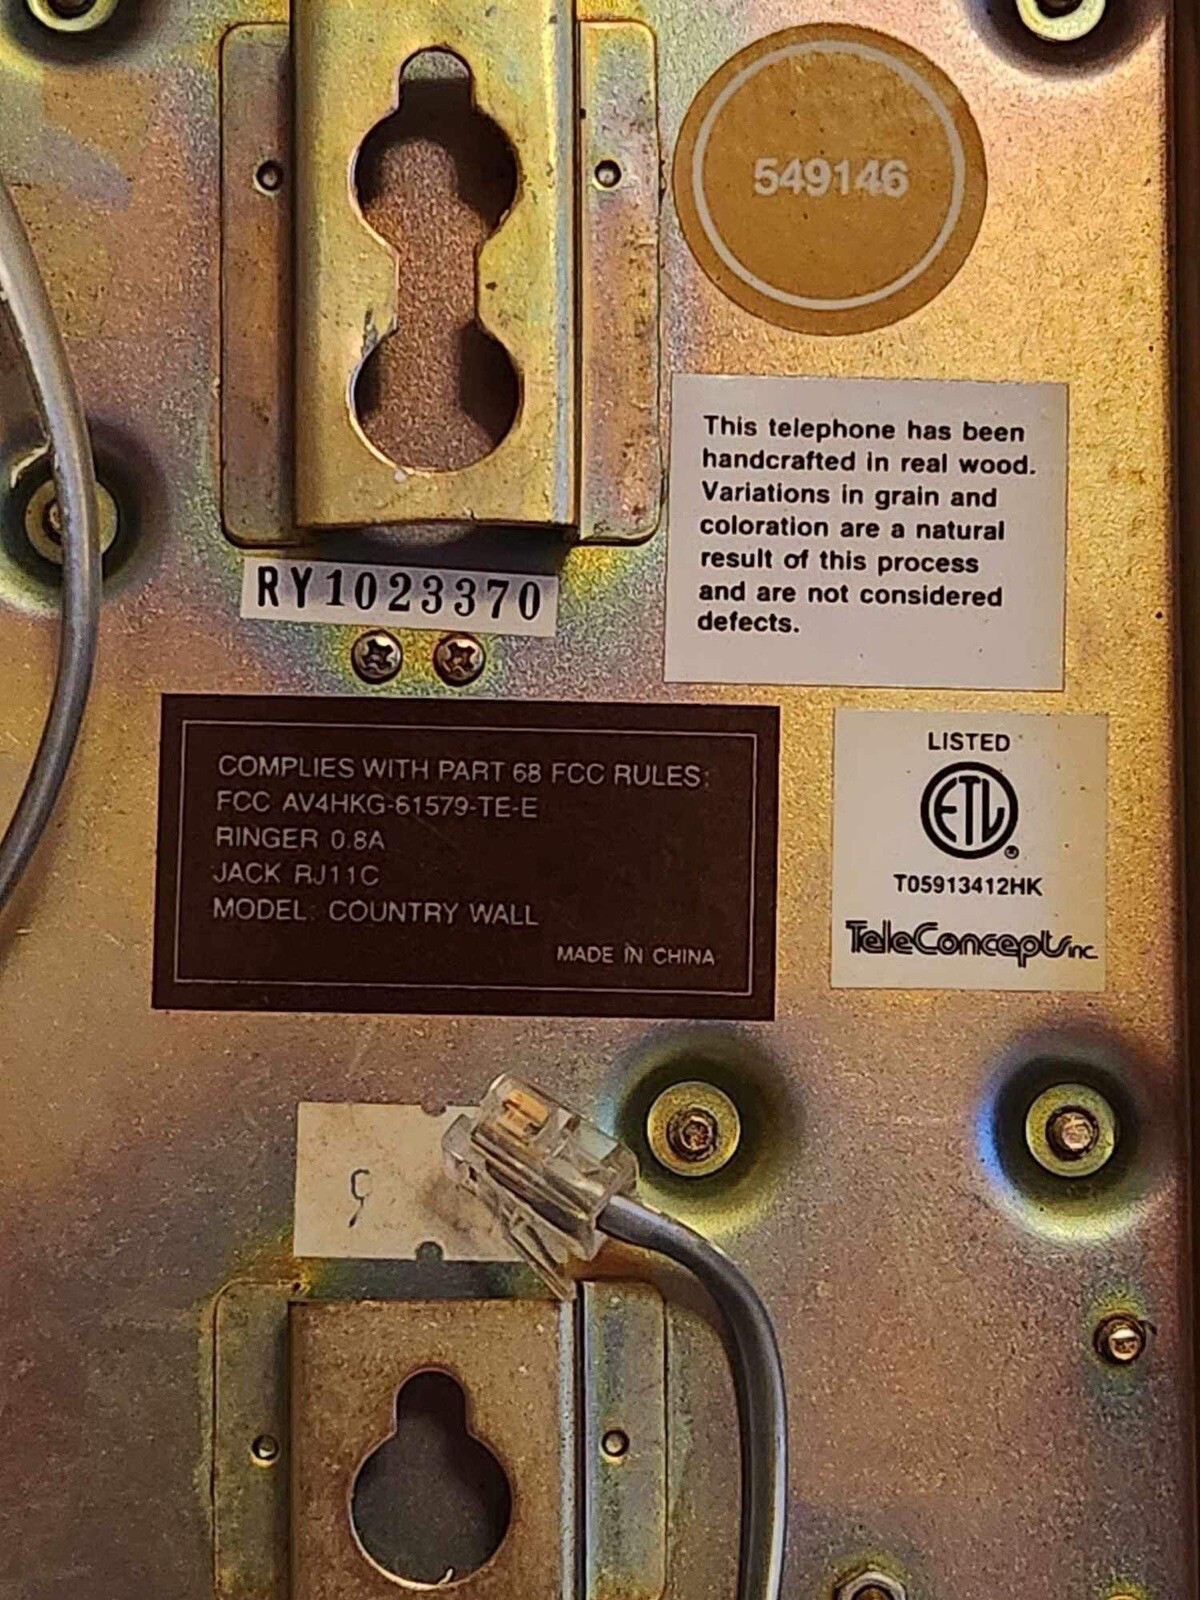 549146
This telephone has been
handcrafted in real wood.
Variations in grain and
coloration are a natural
result of this process
and are not considered
defects.
RY1023370
COMPLIES WITH PART 68 FCC RULES:
FCC AV4HKG-61579-TE-E
RINGER 0.8A
JACK RJ11C
MODEL: COUNTRY WALL
MADE IN CHINA
LISTED
ETL
®
T05913412HK
TeleConcepts inc